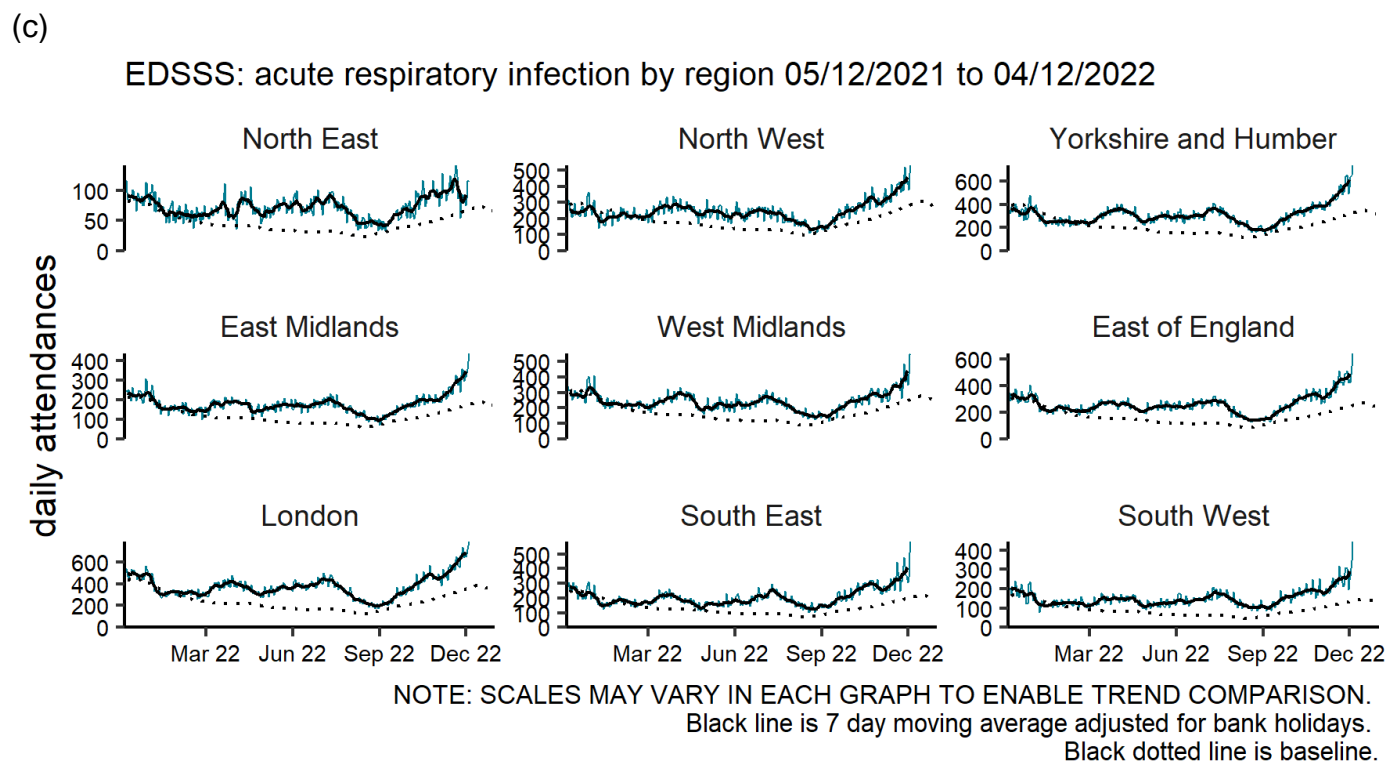 (c)
EDSSS: acute respiratory infection by region 05/12/2021 to 04/12/2022
daily attendances
North East
100
50
0
North West
500
400
300
200
100
0
Yorkshire and Humber
600
400
200
0
East Midlands
400
300
200
100
0
West Midlands
500
400
300
200
100
0
East of England
600
400
200
0
London
600
400
200
0
South East
500
400
300
200
100
0
South West
400
300
200
100
0
Mar 22 Jun 22 Sep 22 Dec 22
Mar 22 Jun 22 Sep 22 Dec 22
Mar 22 Jun 22 Sep 22 Dec 22
NOTE: SCALES MAY VARY IN EACH GRAPH TO ENABLE TREND COMPARISON.
Black line is 7 day moving average adjusted for bank holidays.
Black dotted line is baseline.